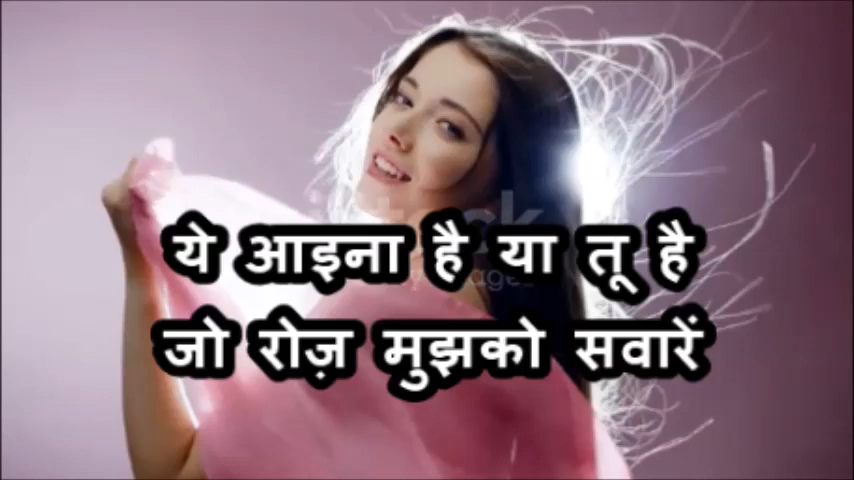 ये आइना है या तू है
जो रोज़ मुझको सवारें